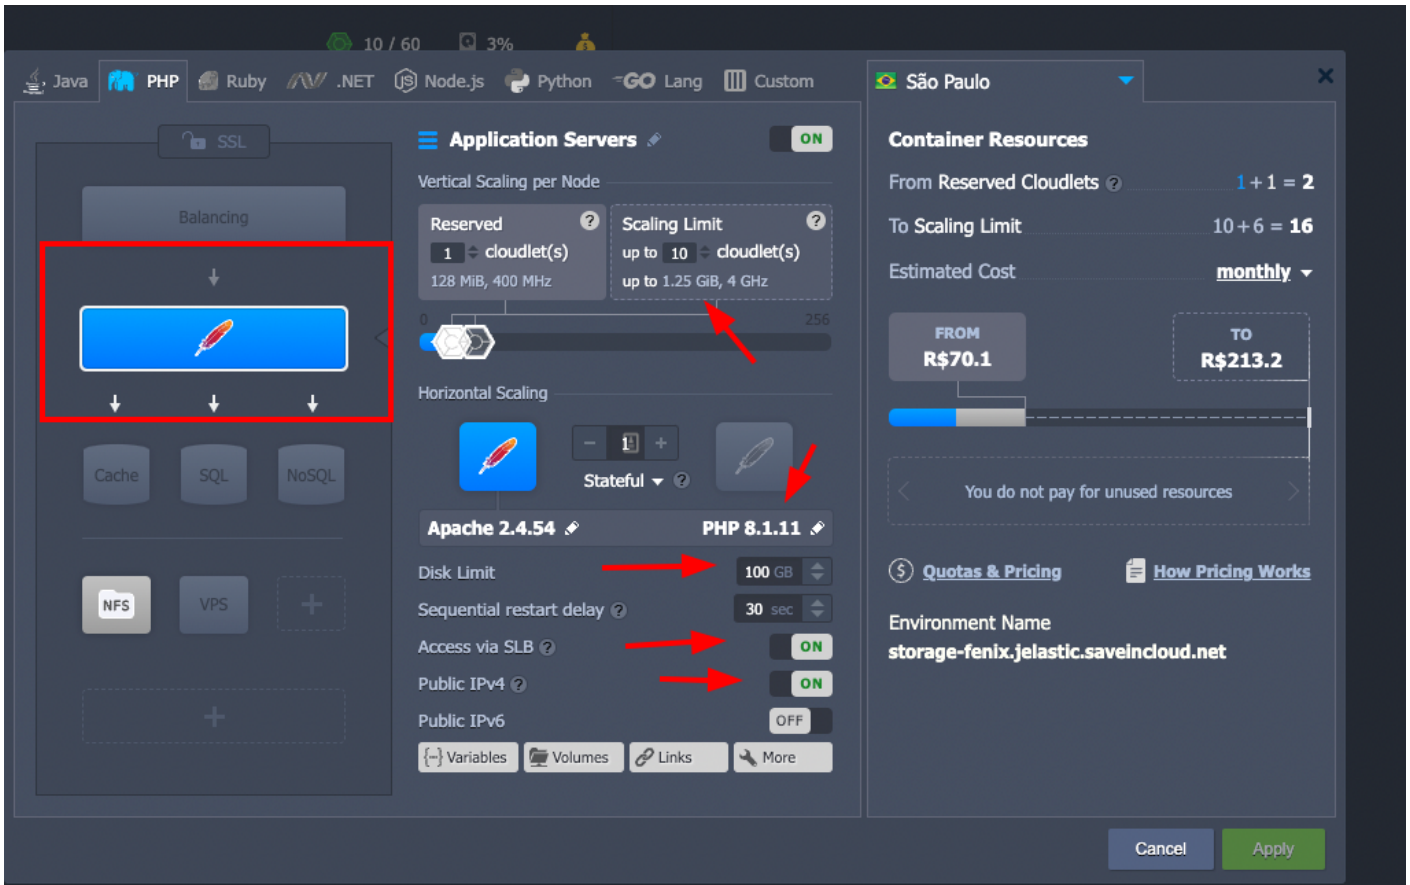 10 / 60 3%
Java PHP Ruby .NET Node.js Python GO Lang Custom
São Paulo
SSL
Balancing
Cache SQL NoSQL
NFS VPS
Application Servers ON
Vertical Scaling per Node
Reserved ?
1 cloudlet(s)
128 MiB, 400 MHz
Scaling Limit ?
up to 10 cloudlet(s)
up to 1.25 GiB, 4 GHz
0 256
Horizontal Scaling
1
Stateful ?
Apache 2.4.54 PHP 8.1.11
Disk Limit 100 GB
Sequential restart delay ? 30 sec
Access via SLB ? ON
Public IPv4 ? ON
Public IPv6 OFF
Variables Volumes Links More
Container Resources
From Reserved Cloudlets ? 1 + 1 = 2
To Scaling Limit 10 + 6 = 16
Estimated Cost monthly
FROM
R$70.1
TO
R$213.2
You do not pay for unused resources
Quotas & Pricing How Pricing Works
Environment Name
storage-fenix.jelastic.saveincloud.net
Cancel Apply